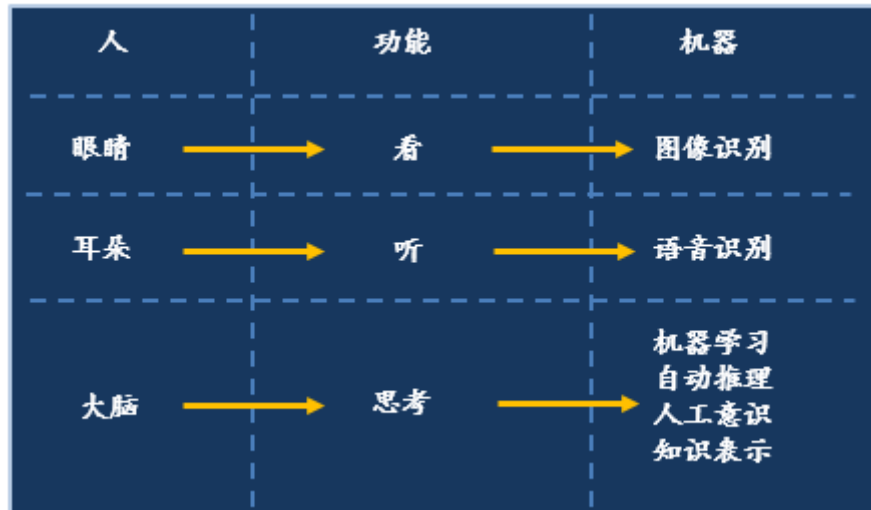 人 功能 机器
眼睛 看 图像识别
耳朵 听 语音识别
大脑 思考 机器学习
自动推理
人工意识
知识表示